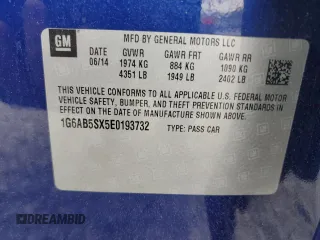 GM
MFD BY GENERAL MOTORS LLC
DATE GVWR GAWR FRT GAWR RR
06/14 1974 KG 884 KG 1090 KG
4351 LB 1949 LB 2402 LB
THIS VEHICLE CONFORMS TO ALL APPLICABLE U.S. FEDERAL MOTOR
VEHICLE SAFETY, BUMPER, AND THEFT PREVENTION STANDARDS
IN EFFECT ON THE DATE OF MANUFACTURE SHOWN ABOVE.
1G6AB5SX5E0193732 TYPE: PASS CAR
DREAMBID